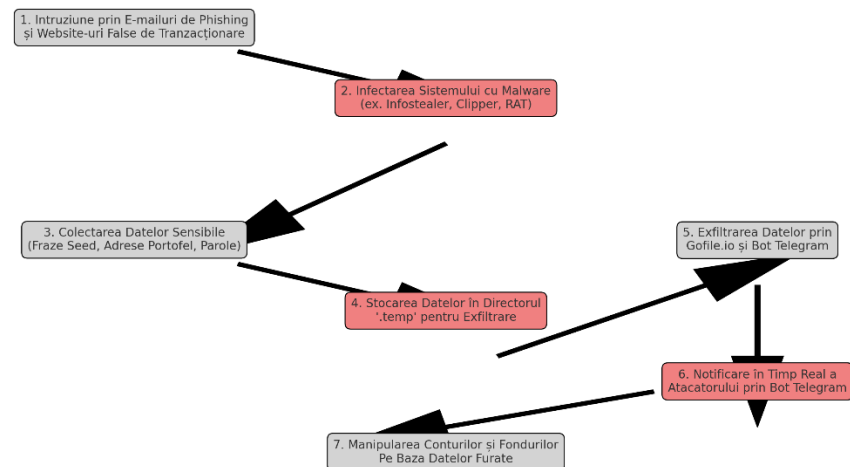 1. Intruziune prin E-mailuri de Phishing
și Website-uri False de Tranzacționare
2. Infectarea Sistemului cu Malware
(ex. Infostealer, Clipper, RAT)
3. Colectarea Datelor Sensibile
(Fraze Seed, Adrese Portofel, Parole)
4. Stocarea Datelor în Directorul
'.temp' pentru Exfiltrare
5. Exfiltrarea Datelor prin
Gofile.io și Bot Telegram
6. Notificare în Timp Real a
Atacatorului prin Bot Telegram
7. Manipularea Conturilor și Fondurilor
Pe Baza Datelor Furate